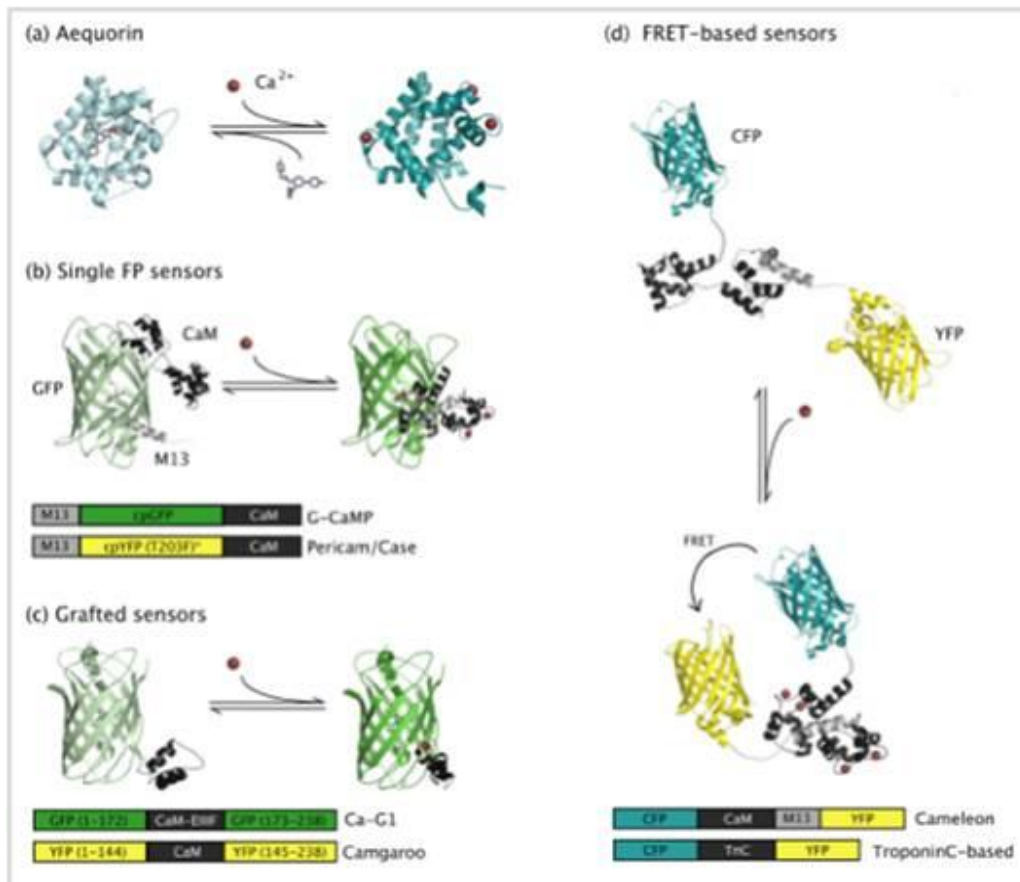 (a) Aequorin
Ca2+
(b) Single FP sensors
CaM
GFP
M13
M13 cpGFP CaM G-CaMP
M13 cpYFP (T203F)* CaM Pericam/Case
(c) Grafted sensors
GFP (1-172) CaM-EIIIF GFP (173-238) Ca-G1
YFP (1-144) CaM YFP (145-238) Camgaroo
(d) FRET-based sensors
CFP
YFP
FRET
CFP CaM M13 YFP Cameleon
CFP TnC YFP TroponinC-based